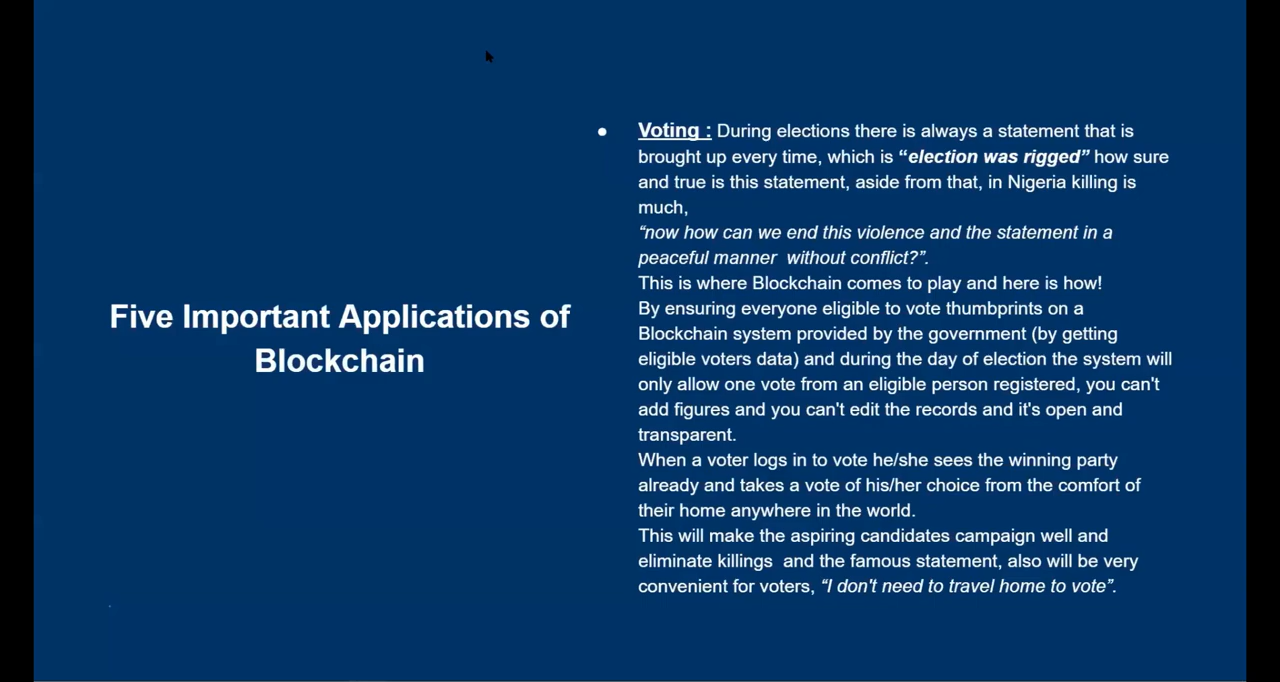 Five Important Applications of
Blockchain
● Voting : During elections there is always a statement that is
brought up every time, which is “election was rigged” how sure
and true is this statement, aside from that, in Nigeria killing is
much,
“now how can we end this violence and the statement in a
peaceful manner  without conflict?”.
This is where Blockchain comes to play and here is how!
By ensuring everyone eligible to vote thumbprints on a
Blockchain system provided by the government (by getting
eligible voters data) and during the day of election the system will
only allow one vote from an eligible person registered, you can't
add figures and you can't edit the records and it's open and
transparent.
When a voter logs in to vote he/she sees the winning party
already and takes a vote of his/her choice from the comfort of
their home anywhere in the world.
This will make the aspiring candidates campaign well and
eliminate killings  and the famous statement, also will be very
convenient for voters, “I don't need to travel home to vote”.